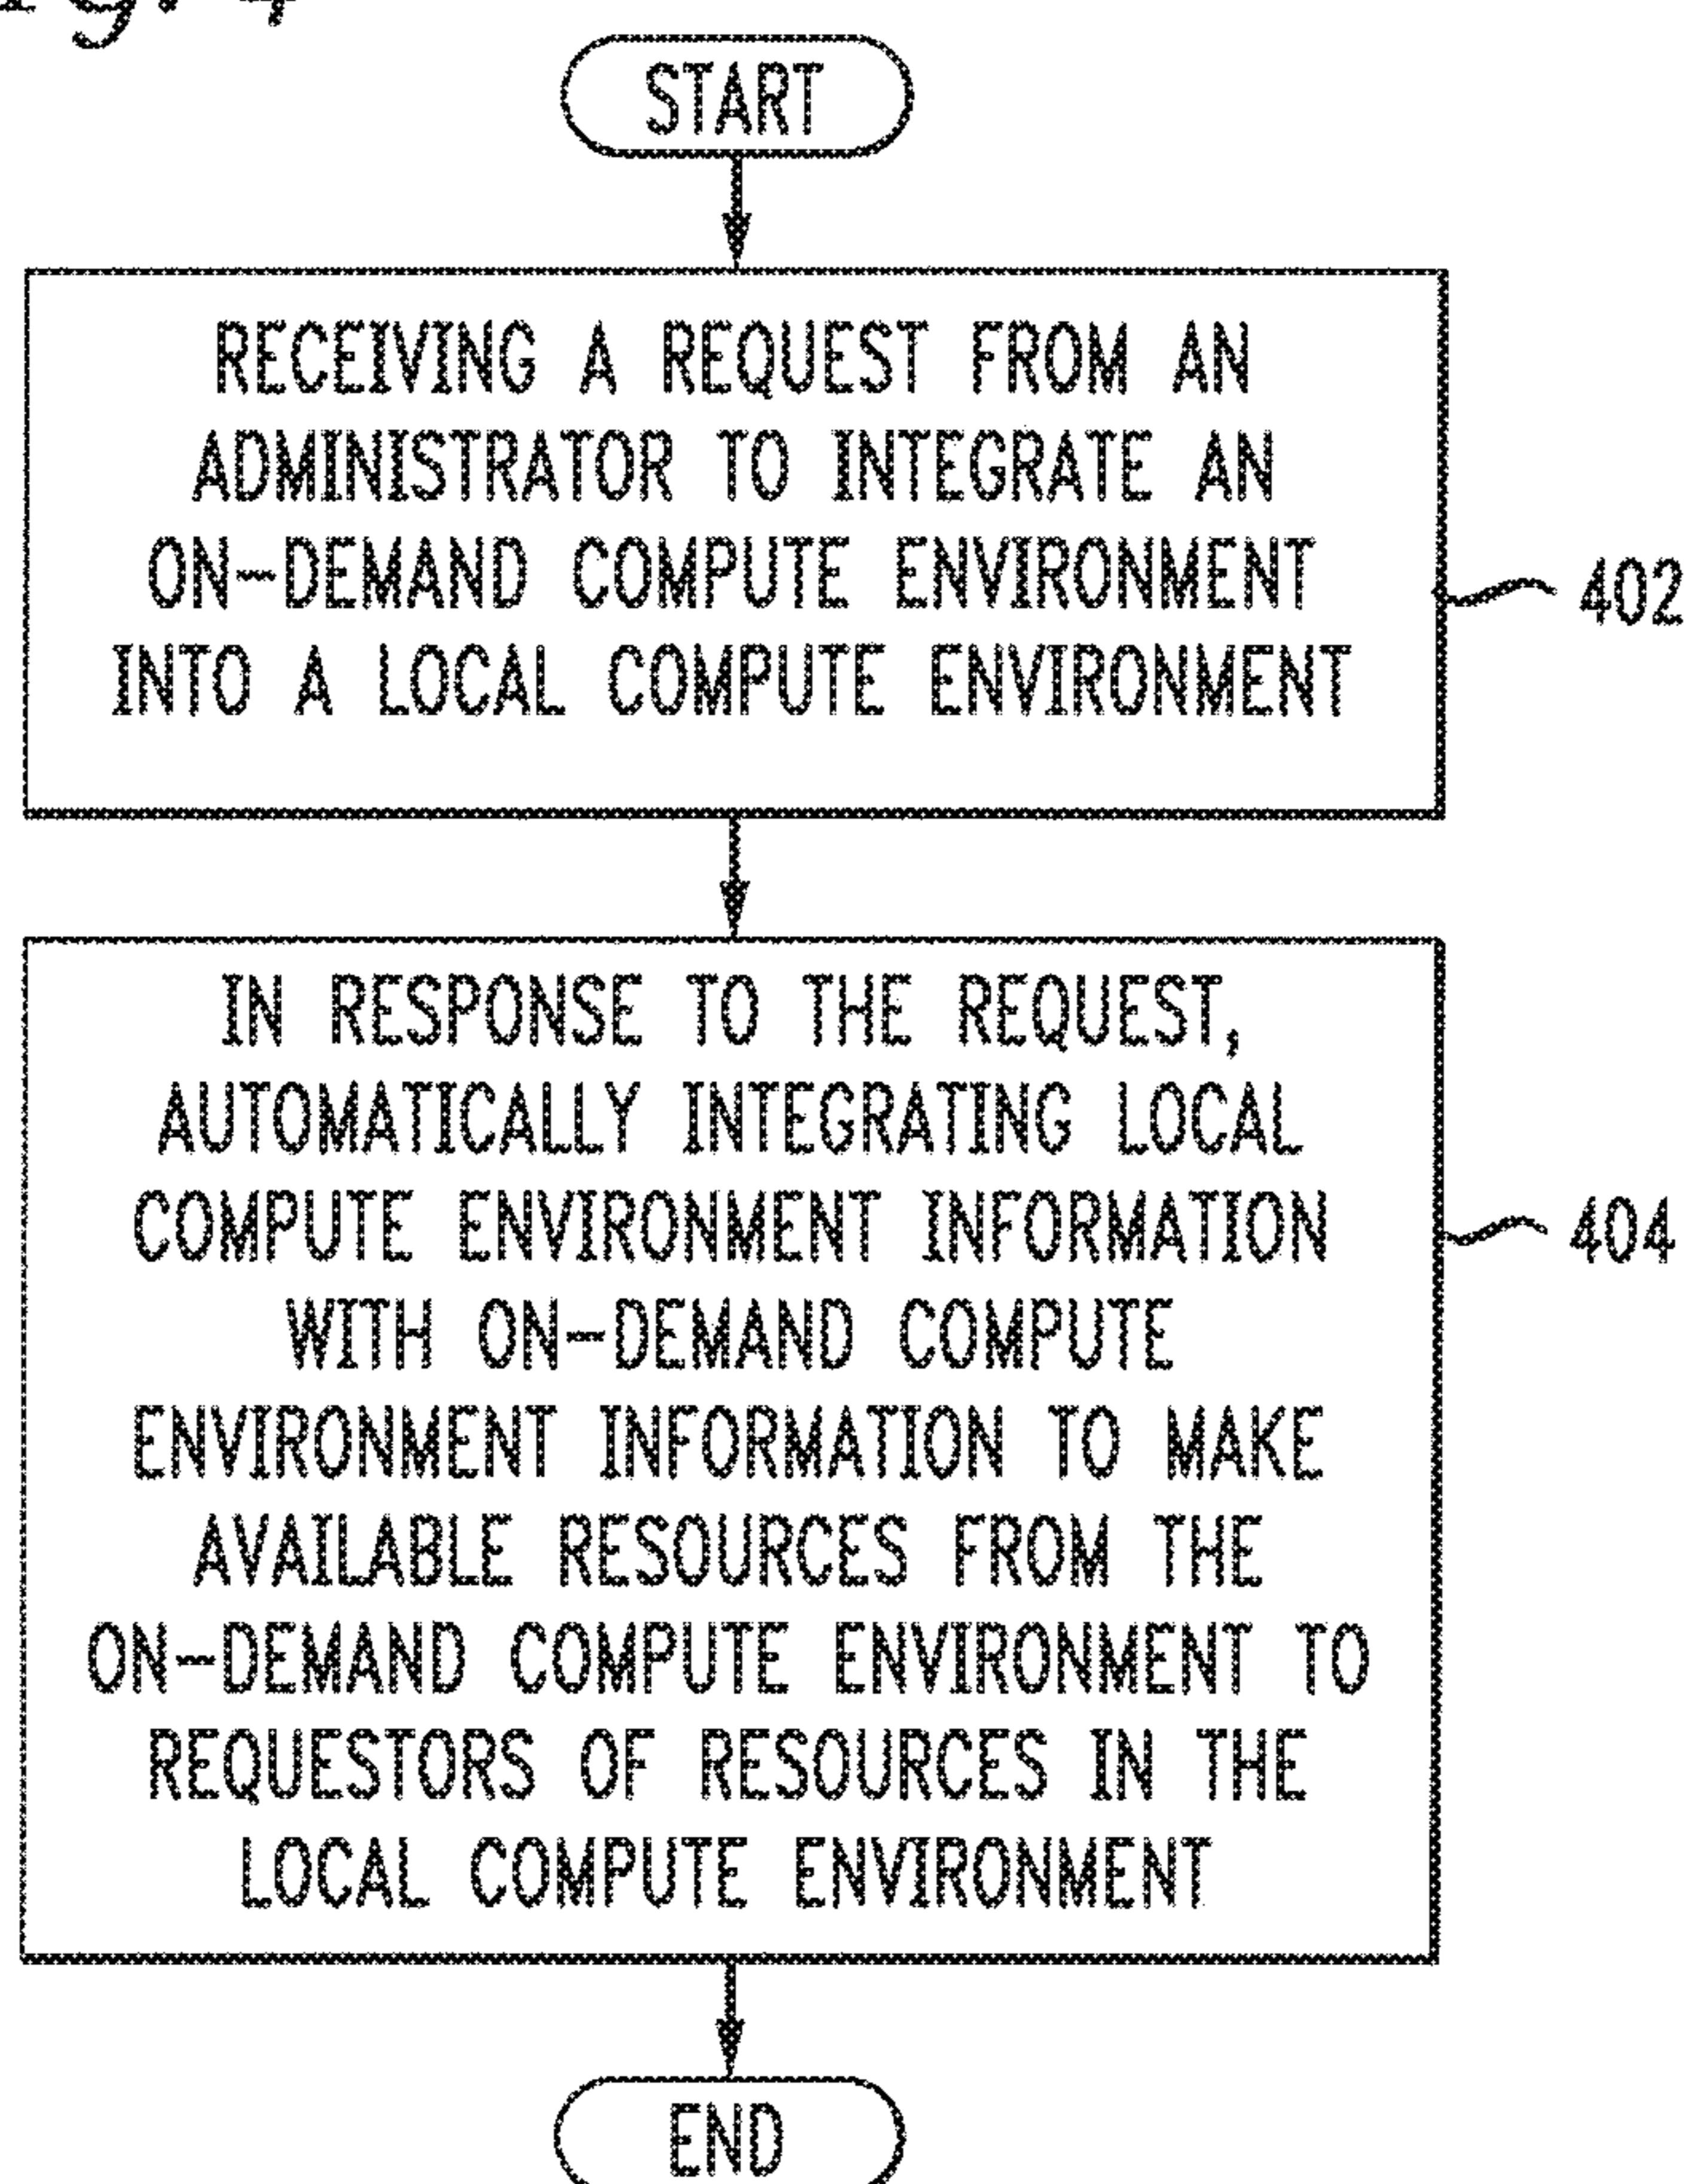 START
RECEIVING A REQUEST FROM AN
ADMINISTRATOR TO INTEGRATE AN
ON-DEMAND COMPUTE ENVIRONMENT
INTO A LOCAL COMPUTE ENVIRONMENT
402
IN RESPONSE TO THE REQUEST,
AUTOMATICALLY INTEGRATING LOCAL
COMPUTE ENVIRONMENT INFORMATION
WITH ON-DEMAND COMPUTE
ENVIRONMENT INFORMATION TO MAKE
AVAILABLE RESOURCES FROM THE
ON-DEMAND COMPUTE ENVIRONMENT TO
REQUESTORS OF RESOURCES IN THE
LOCAL COMPUTE ENVIRONMENT
404
END